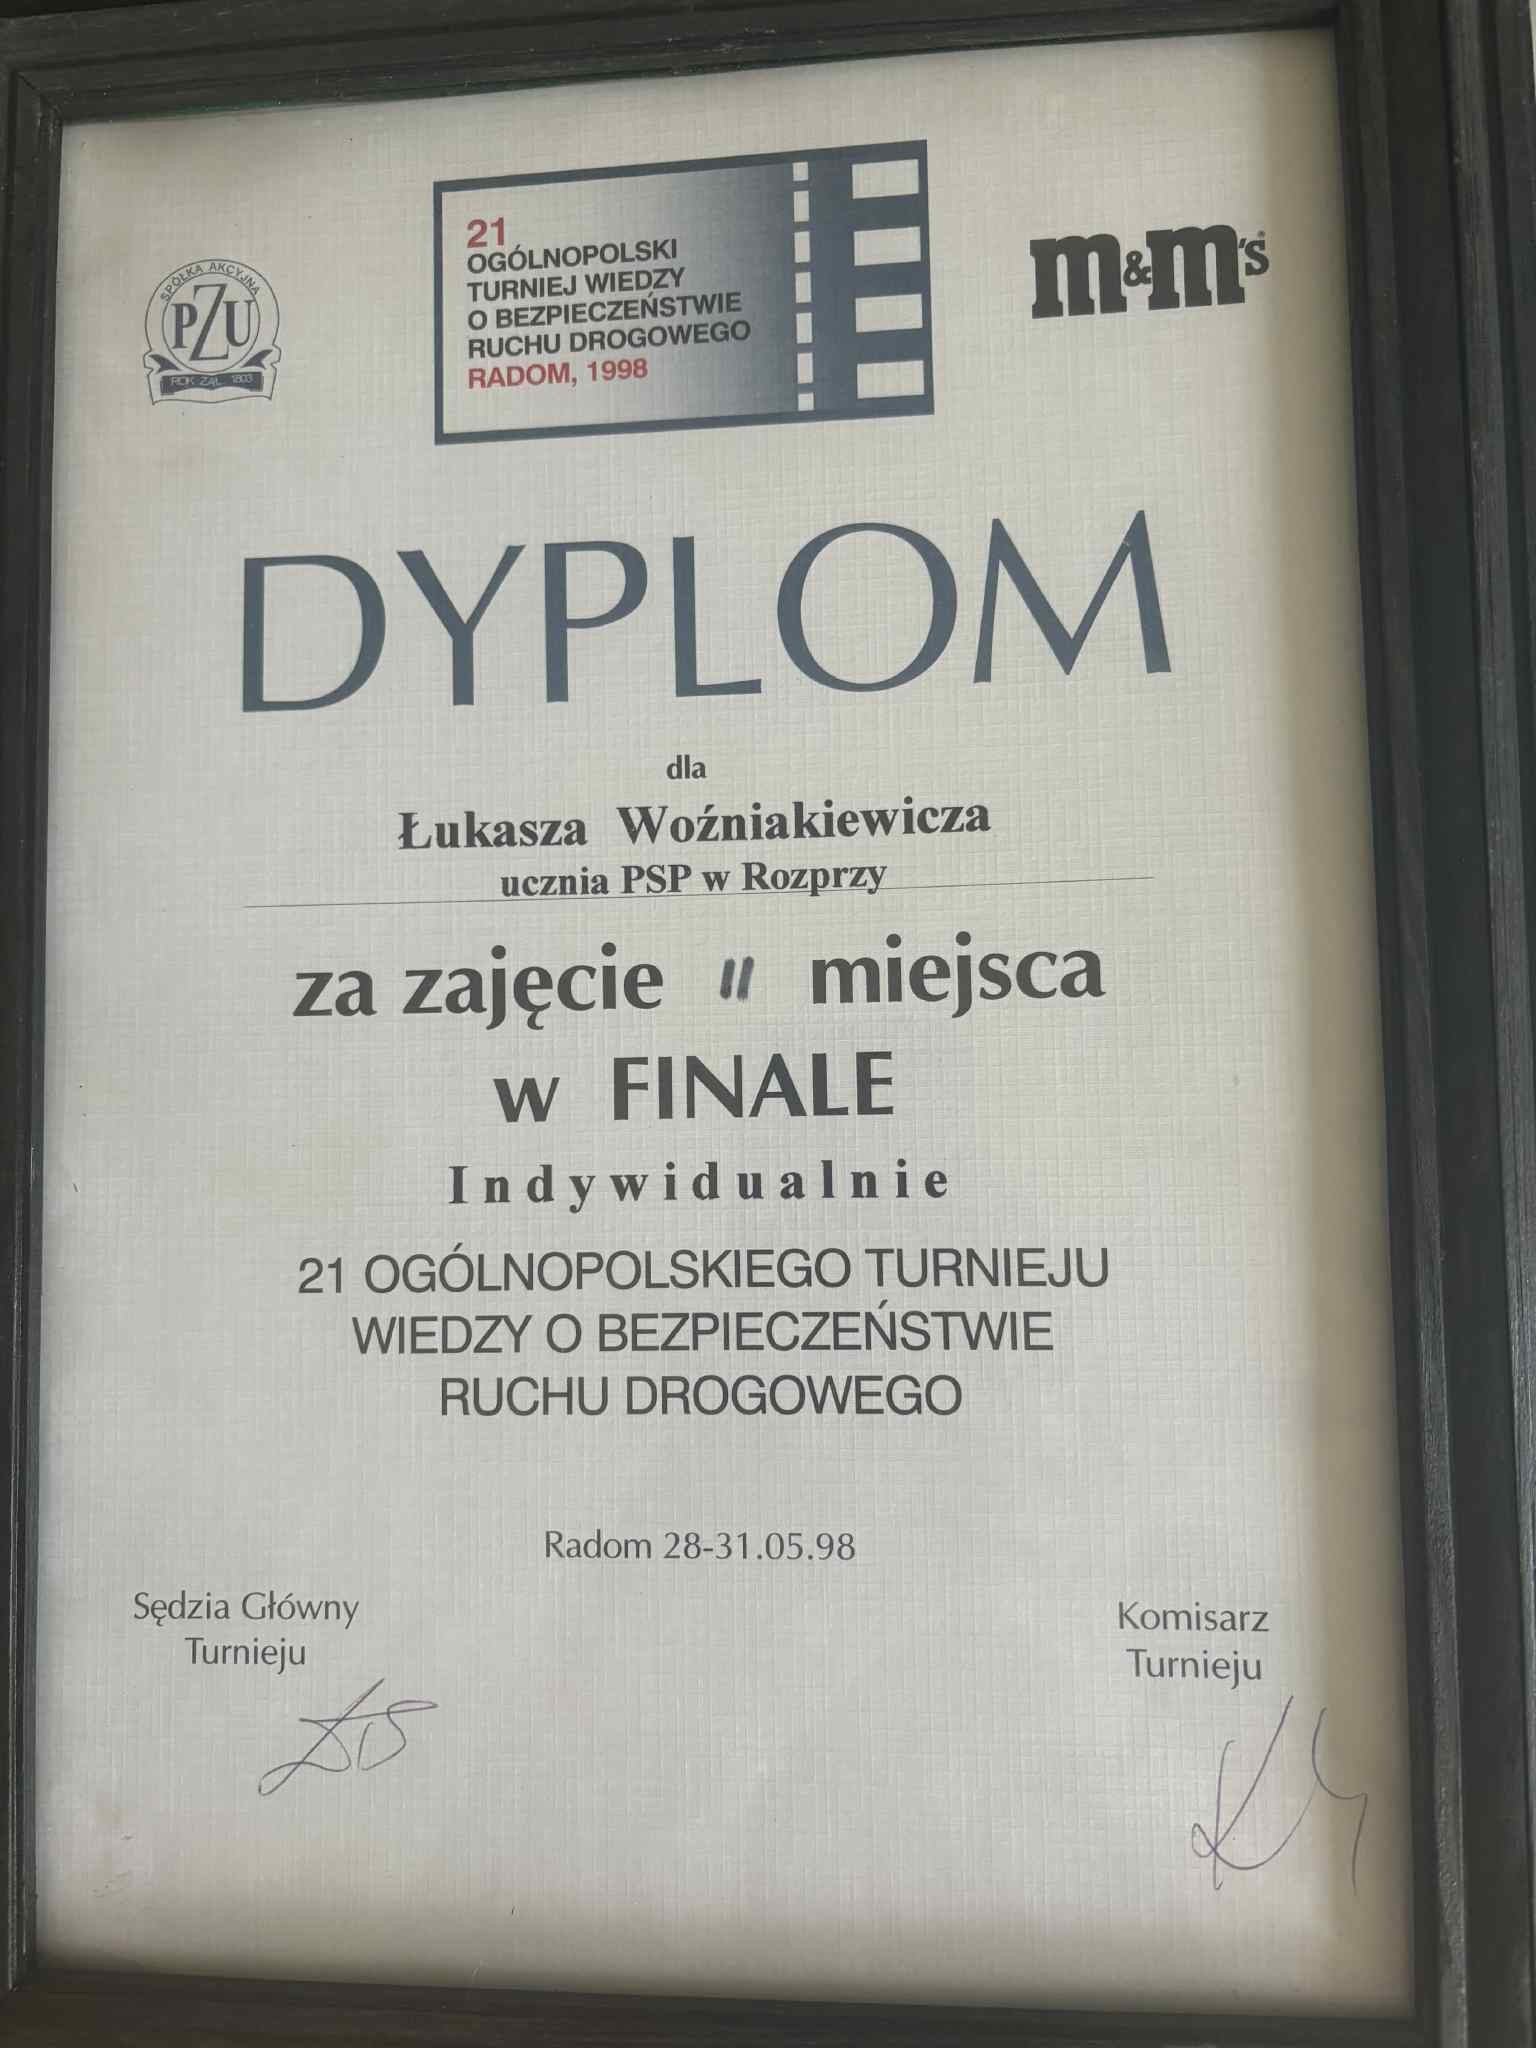 21
OGÓLNOPOLSKI
TURNIEJ WIEDZY
O BEZPIECZEŃSTWIE
RUCHU DROGOWEGO
RADOM, 1998
SPÓŁKA AKCYJNA
PZU
ROK ZAŁ. 1803
m&m's®
DYPLOM
dla
Łukasza Woźniakiewicza
ucznia PSP w Rozprzy
za zajęcie II miejsca
w FINALE
Indywidualnie
21 OGÓLNOPOLSKIEGO TURNIEJU
WIEDZY O BEZPIECZEŃSTWIE
RUCHU DROGOWEGO
Radom 28-31.05.98
Sędzia Główny
Turnieju
Komisarz
Turnieju